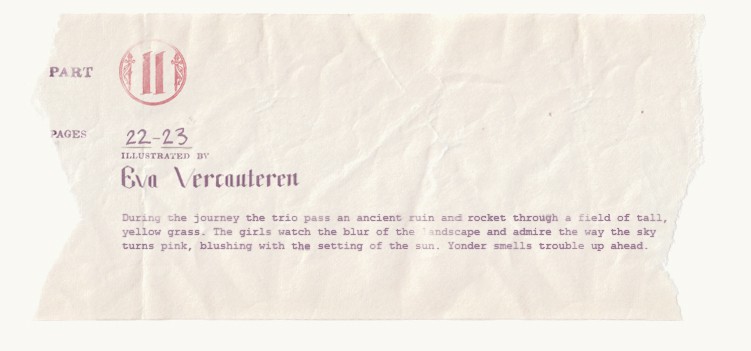 PART 11
PAGES 22-23
ILLUSTRATED BY
Eva Vercauteren
During the journey the trio pass an ancient ruin and rocket through a field of tall,
yellow grass. The girls watch the blur of the landscape and admire the way the sky
turns pink, blushing with the setting of the sun. Yonder smells trouble up ahead.